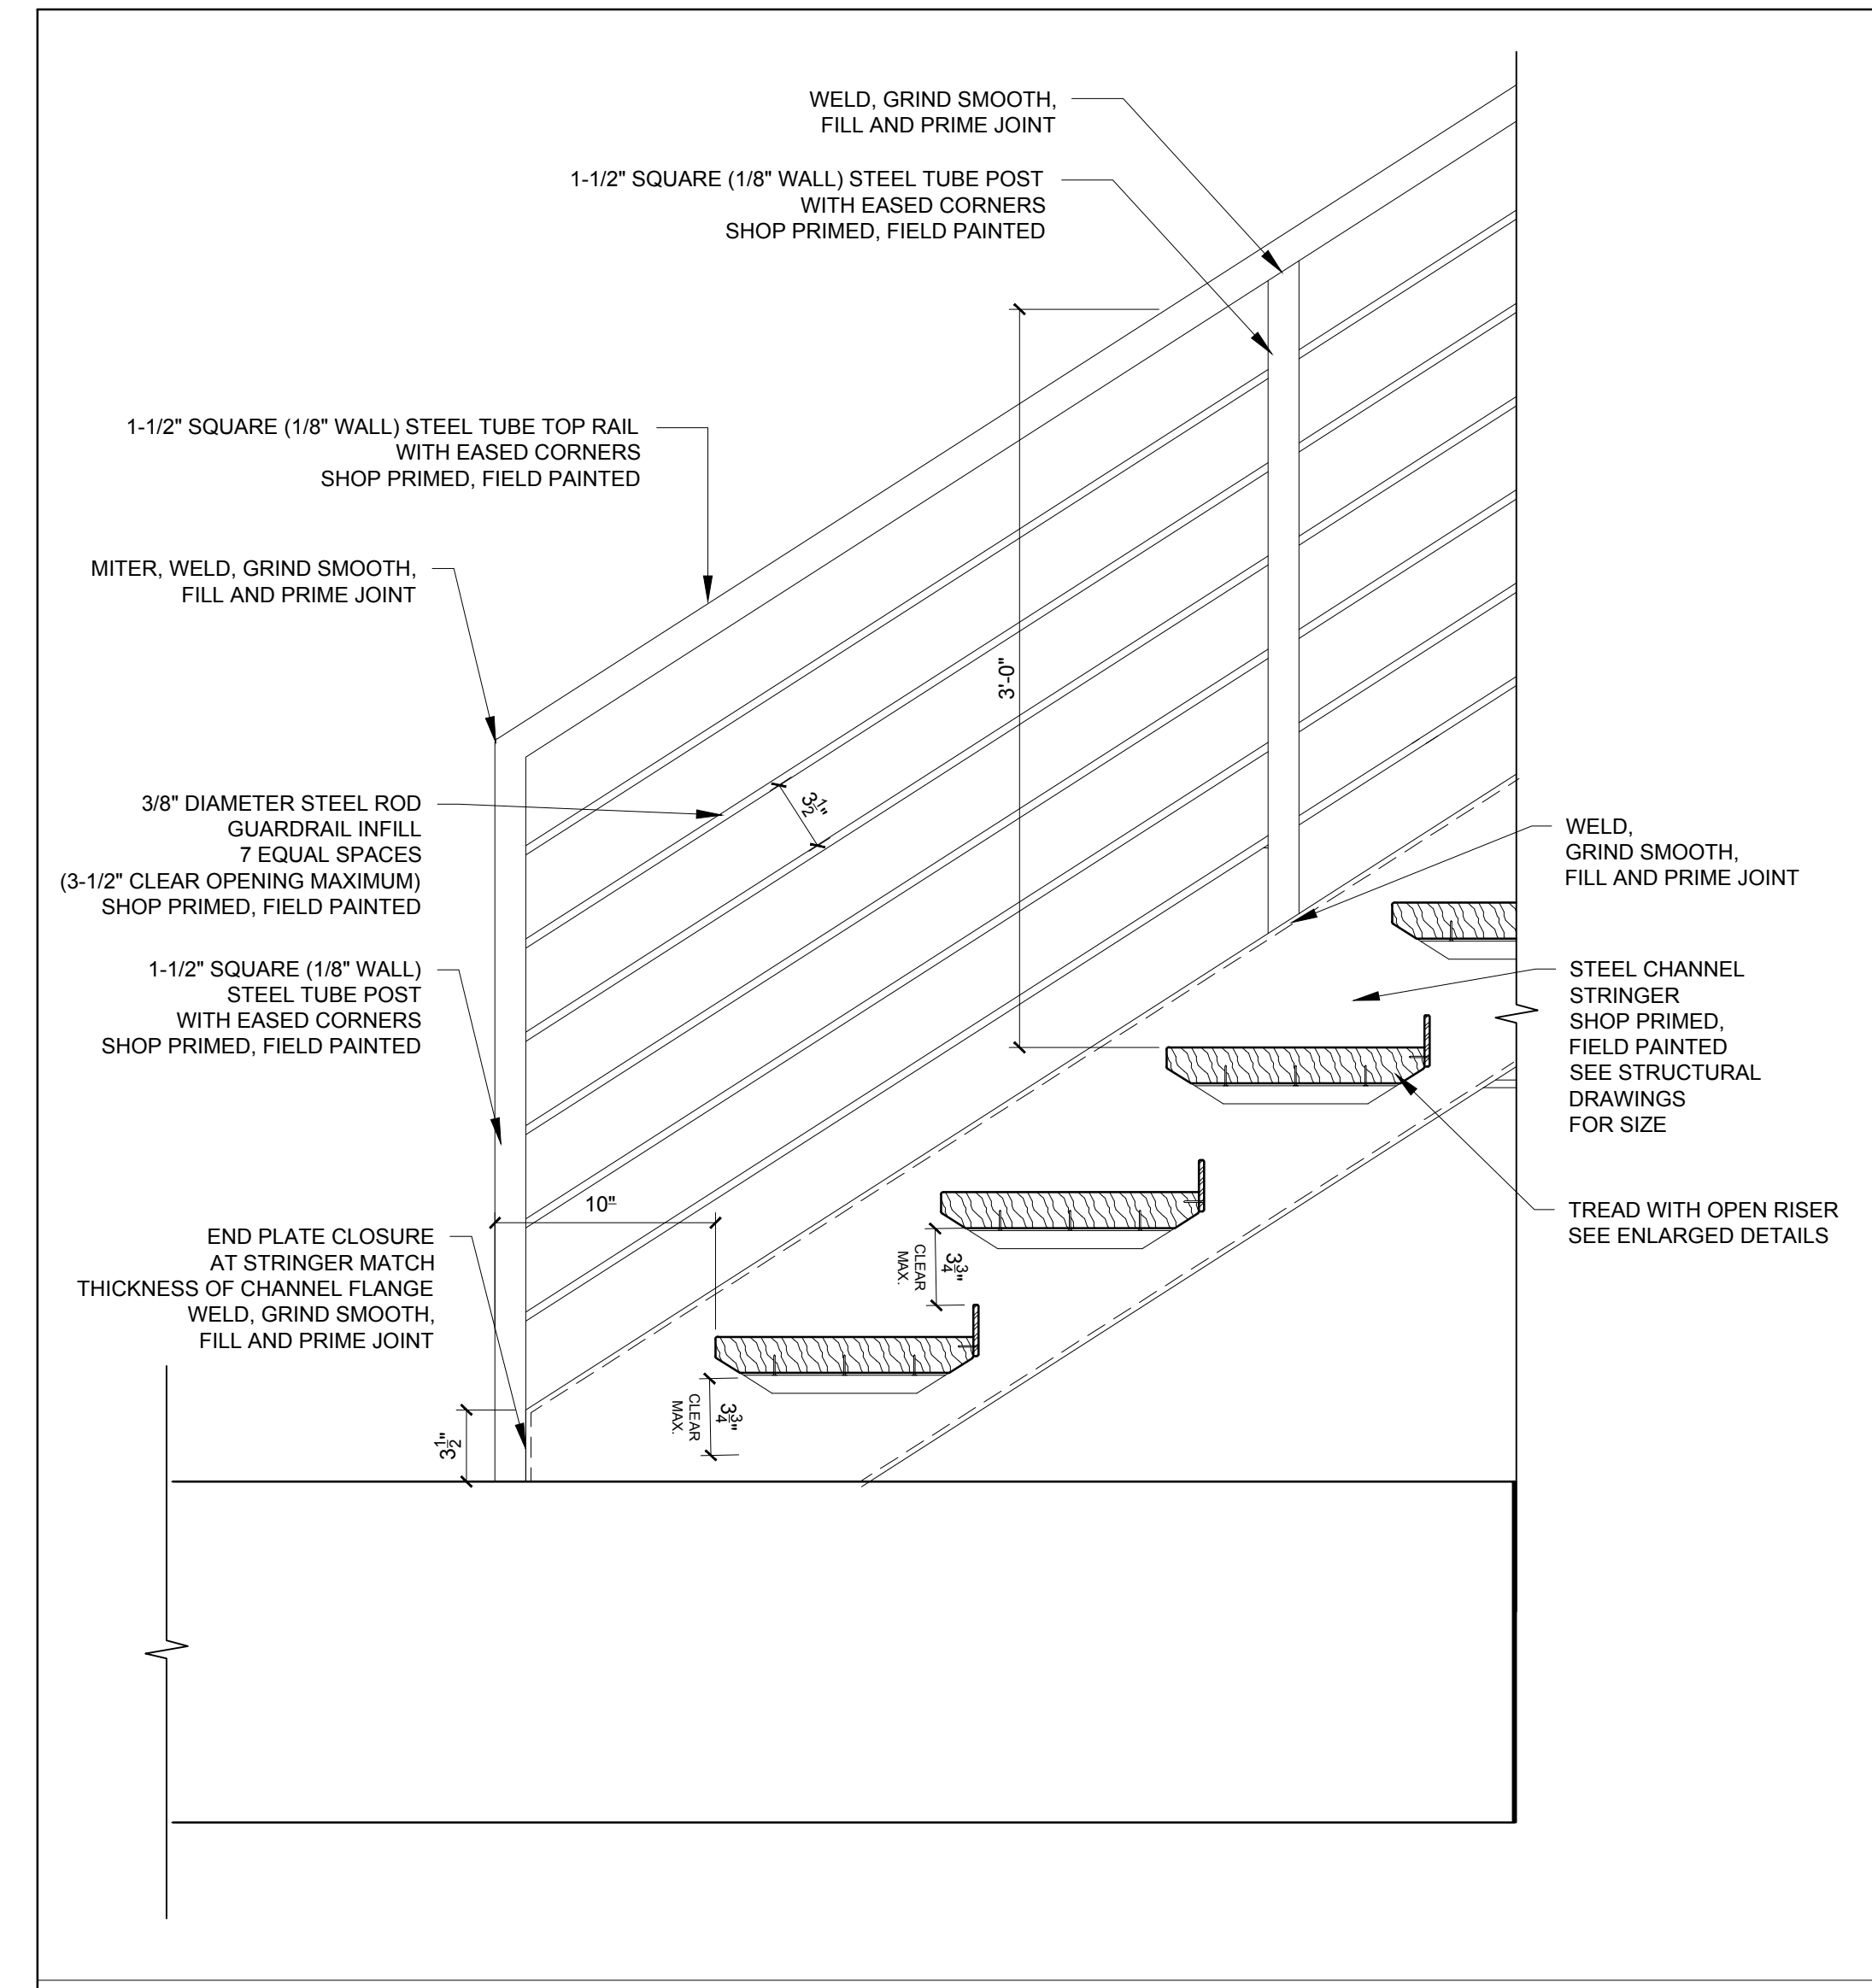 WELD, GRIND SMOOTH,
FILL AND PRIME JOINT
1-1/2" SQUARE (1/8" WALL) STEEL TUBE POST
WITH EASED CORNERS
SHOP PRIMED, FIELD PAINTED
1-1/2" SQUARE (1/8" WALL) STEEL TUBE TOP RAIL
WITH EASED CORNERS
SHOP PRIMED, FIELD PAINTED
MITER, WELD, GRIND SMOOTH,
FILL AND PRIME JOINT
3'-0"
3/8" DIAMETER STEEL ROD
GUARDRAIL INFILL
7 EQUAL SPACES
(3-1/2" CLEAR OPENING MAXIMUM)
SHOP PRIMED, FIELD PAINTED
3 1/2"
WELD,
GRIND SMOOTH,
FILL AND PRIME JOINT
1-1/2" SQUARE (1/8" WALL)
STEEL TUBE POST
WITH EASED CORNERS
SHOP PRIMED, FIELD PAINTED
STEEL CHANNEL
STRINGER
SHOP PRIMED,
FIELD PAINTED
SEE STRUCTURAL
DRAWINGS
FOR SIZE
10"
END PLATE CLOSURE
AT STRINGER MATCH
THICKNESS OF CHANNEL FLANGE
WELD, GRIND SMOOTH,
FILL AND PRIME JOINT
TREAD WITH OPEN RISER
SEE ENLARGED DETAILS
3 3/4"
CLEAR
MAX.
3 3/4"
CLEAR
MAX.
3 1/2"